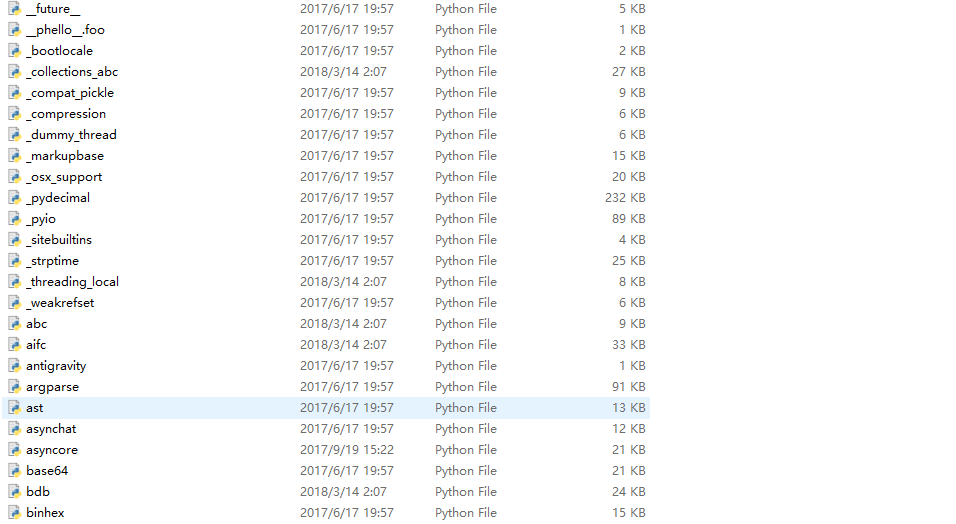 __future__ 2017/6/17 19:57 Python File 5 KB
__phello__.foo 2017/6/17 19:57 Python File 1 KB
_bootlocale 2017/6/17 19:57 Python File 2 KB
_collections_abc 2018/3/14 2:07 Python File 27 KB
_compat_pickle 2017/6/17 19:57 Python File 9 KB
_compression 2017/6/17 19:57 Python File 6 KB
_dummy_thread 2017/6/17 19:57 Python File 6 KB
_markupbase 2017/6/17 19:57 Python File 15 KB
_osx_support 2017/6/17 19:57 Python File 20 KB
_pydecimal 2017/6/17 19:57 Python File 232 KB
_pyio 2017/6/17 19:57 Python File 89 KB
_sitebuiltins 2017/6/17 19:57 Python File 4 KB
_strptime 2017/6/17 19:57 Python File 25 KB
_threading_local 2018/3/14 2:07 Python File 8 KB
_weakrefset 2017/6/17 19:57 Python File 6 KB
abc 2018/3/14 2:07 Python File 9 KB
aifc 2018/3/14 2:07 Python File 33 KB
antigravity 2017/6/17 19:57 Python File 1 KB
argparse 2017/6/17 19:57 Python File 91 KB
ast 2017/6/17 19:57 Python File 13 KB
asynchat 2017/6/17 19:57 Python File 12 KB
asyncore 2017/9/19 15:22 Python File 21 KB
base64 2017/6/17 19:57 Python File 21 KB
bdb 2018/3/14 2:07 Python File 24 KB
binhex 2017/6/17 19:57 Python File 15 KB